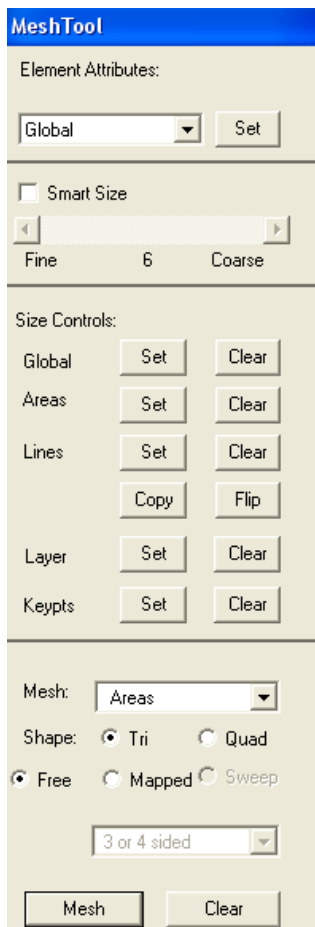 MeshTool
Element Attributes:
Global Set
Smart Size
Fine 6 Coarse
Size Controls:
Global Set Clear
Areas Set Clear
Lines Set Clear
Copy Flip
Layer Set Clear
Keypts Set Clear
Mesh: Areas
Shape: Tri Quad
Free Mapped Sweep
3 or 4 sided
Mesh Clear